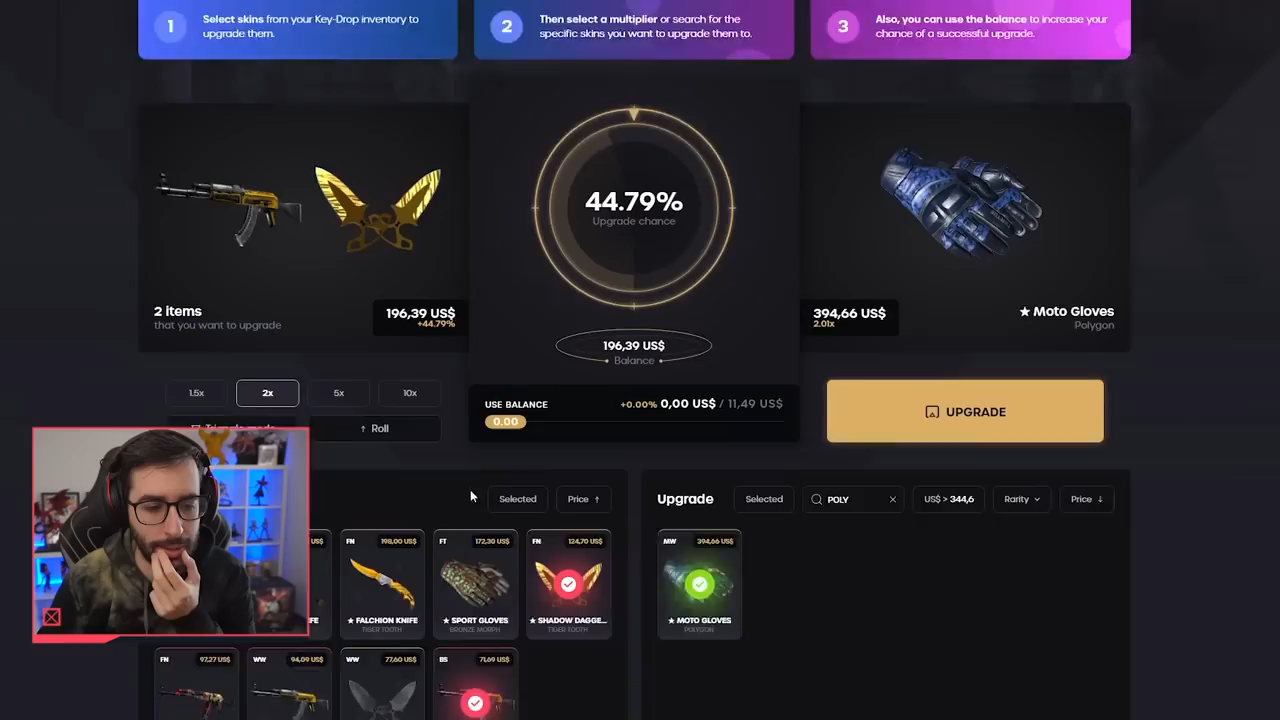 1
Select skins from your Key-Drop inventory to
upgrade them.
2
Then select a multiplier or search for the
specific skins you want to upgrade them to.
3
Also, you can use the balance to increase your
chance of a successful upgrade.
44.79%
Upgrade chance
2 items
that you want to upgrade
196,39 US$
+44.79%
394,66 US$
2.01x
★ Moto Gloves
Polygon
196,39 US$
Balance
1.5x
2x
5x
10x
USE BALANCE
+0.00% 0,00 US$ / 11,49 US$
0.00
UPGRADE
↑ Roll
Selected
Price ↑
Upgrade
Selected
POLY
US$ > 344,6
Rarity
Price ↓
US$
FN
198,00 US$
★ FALCHION KNIFE
TIGER TOOTH
FT
172,30 US$
★ SPORT GLOVES
BRONZE MORPH
FN
124,70 US$
★ SHADOW DAGGE...
TIGER TOOTH
MW
394,66 US$
★ MOTO GLOVES
POLYGON
FN
97,27 US$
WW
94,09 US$
WW
77,60 US$
BS
71,69 US$